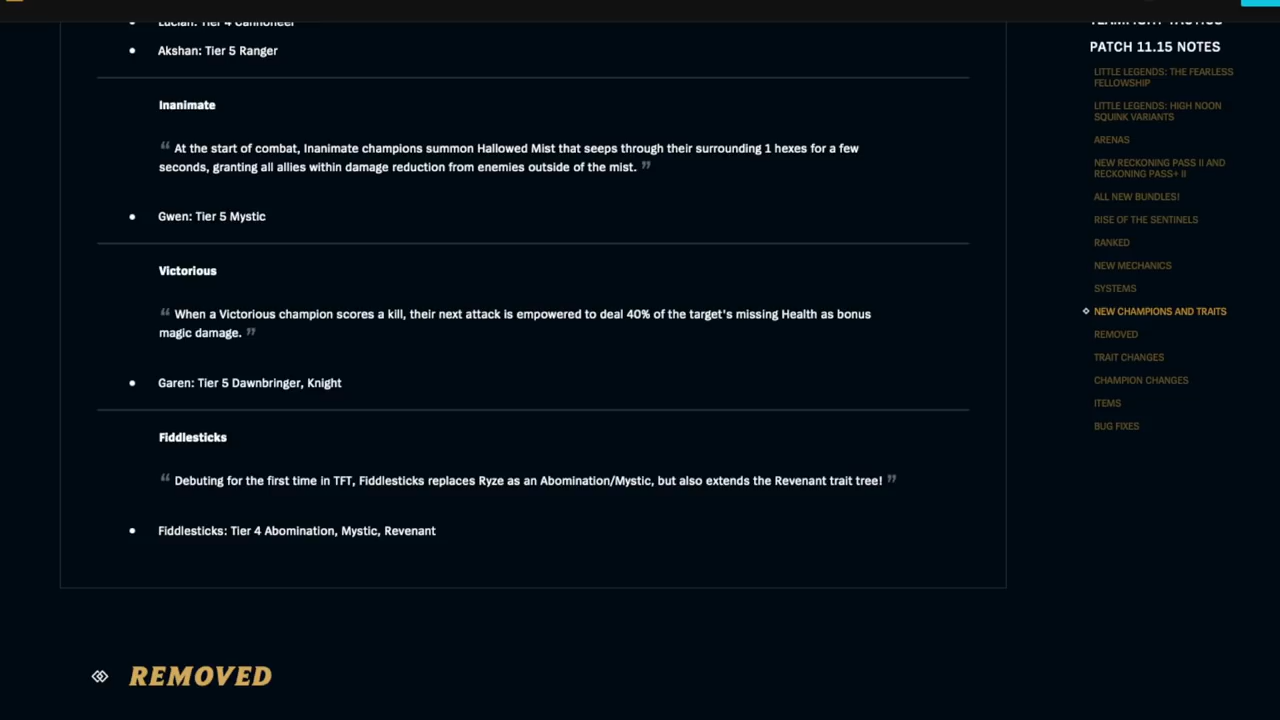 Lucian: Tier 4 Cannoneer
Akshan: Tier 5 Ranger
Inanimate
“ At the start of combat, Inanimate champions summon Hallowed Mist that seeps through their surrounding 1 hexes for a few
seconds, granting all allies within damage reduction from enemies outside of the mist. ”
Gwen: Tier 5 Mystic
Victorious
“ When a Victorious champion scores a kill, their next attack is empowered to deal 40% of the target's missing Health as bonus
magic damage. ”
Garen: Tier 5 Dawnbringer, Knight
Fiddlesticks
“ Debuting for the first time in TFT, Fiddlesticks replaces Ryze as an Abomination/Mystic, but also extends the Revenant trait tree! ”
Fiddlesticks: Tier 4 Abomination, Mystic, Revenant
REMOVED
TEAMFIGHT TACTICS
PATCH 11.15 NOTES
LITTLE LEGENDS: THE FEARLESS
FELLOWSHIP
LITTLE LEGENDS: HIGH NOON
SQUINK VARIANTS
ARENAS
NEW RECKONING PASS II AND
RECKONING PASS+ II
ALL NEW BUNDLES!
RISE OF THE SENTINELS
RANKED
NEW MECHANICS
SYSTEMS
NEW CHAMPIONS AND TRAITS
REMOVED
TRAIT CHANGES
CHAMPION CHANGES
ITEMS
BUG FIXES